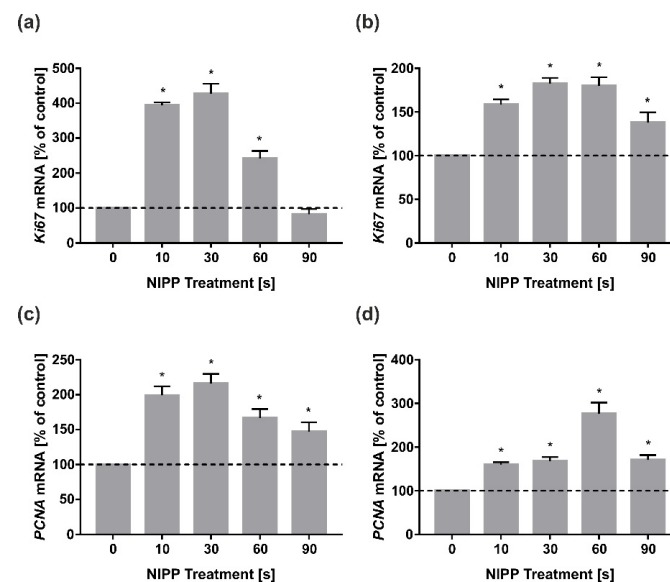 (a)
Ki67 mRNA [% of control]
500
400
300
200
100
0
* * *
0 10 30 60 90
NIPP Treatment [s]
(b)
Ki67 mRNA [% of control]
200
150
100
50
0
* * * *
0 10 30 60 90
NIPP Treatment [s]
(c)
PCNA mRNA [% of control]
250
200
150
100
50
0
* * * *
0 10 30 60 90
NIPP Treatment [s]
(d)
PCNA mRNA [% of control]
400
300
200
100
0
* * * *
0 10 30 60 90
NIPP Treatment [s]